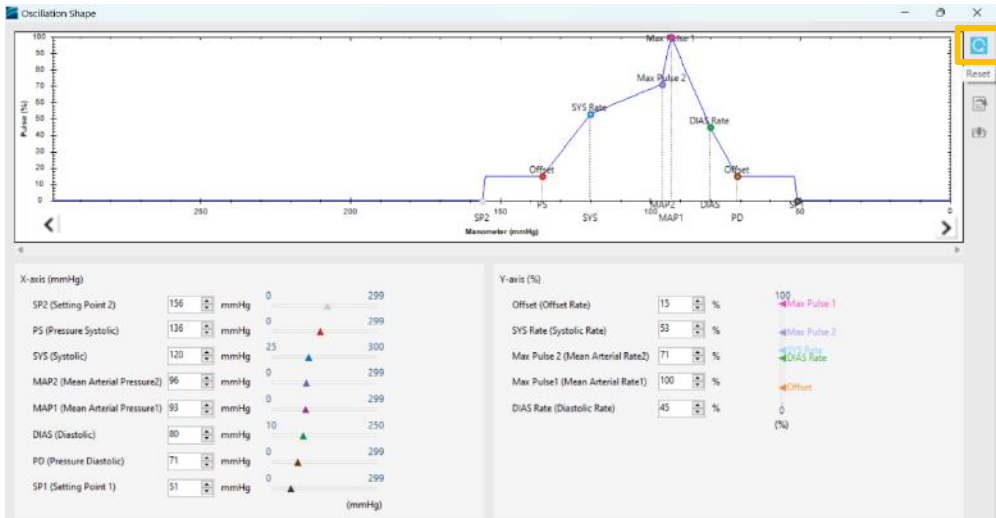 Oscillation Shape
Reset
Pulse (%)
100
90
80
70
60
50
40
30
20
10
0
Max Pulse 1
Max Pulse 2
SYS Rate
DIAS Rate
Offset
Offset
250
200
150
100
50
0
SP2
PS
SYS
MAP2
MAP1
DIAS
PD
SP1
Manometer (mmHg)
X-axis (mmHg)
SP2 (Setting Point 2) 156 mmHg 0 299
PS (Pressure Systolic) 136 mmHg 0 299
SYS (Systolic) 120 mmHg 25 300
MAP2 (Mean Arterial Pressure2) 96 mmHg 0 299
MAP1 (Mean Arterial Pressure1) 93 mmHg 0 299
DIAS (Diastolic) 80 mmHg 10 250
PD (Pressure Diastolic) 71 mmHg 0 299
SP1 (Setting Point 1) 51 mmHg 0 299
(mmHg)
Y-axis (%)
Offset (Offset Rate) 15 %
SYS Rate (Systolic Rate) 53 %
Max Pulse 2 (Mean Arterial Rate2) 71 %
Max Pulse1 (Mean Arterial Rate1) 100 %
DIAS Rate (Diastolic Rate) 45 %
100
Max Pulse 1
Max Pulse 2
SYS Rate
DIAS Rate
Offset
0
(%)